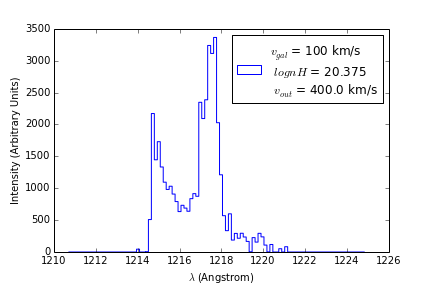 3500
3000
2500
2000
1500
1000
500
0
Intensity (Arbitrary Units)
v_gal = 100 km/s
lognH = 20.375
v_out = 400.0 km/s
1210 1212 1214 1216 1218 1220 1222 1224 1226
λ (Angstrom)